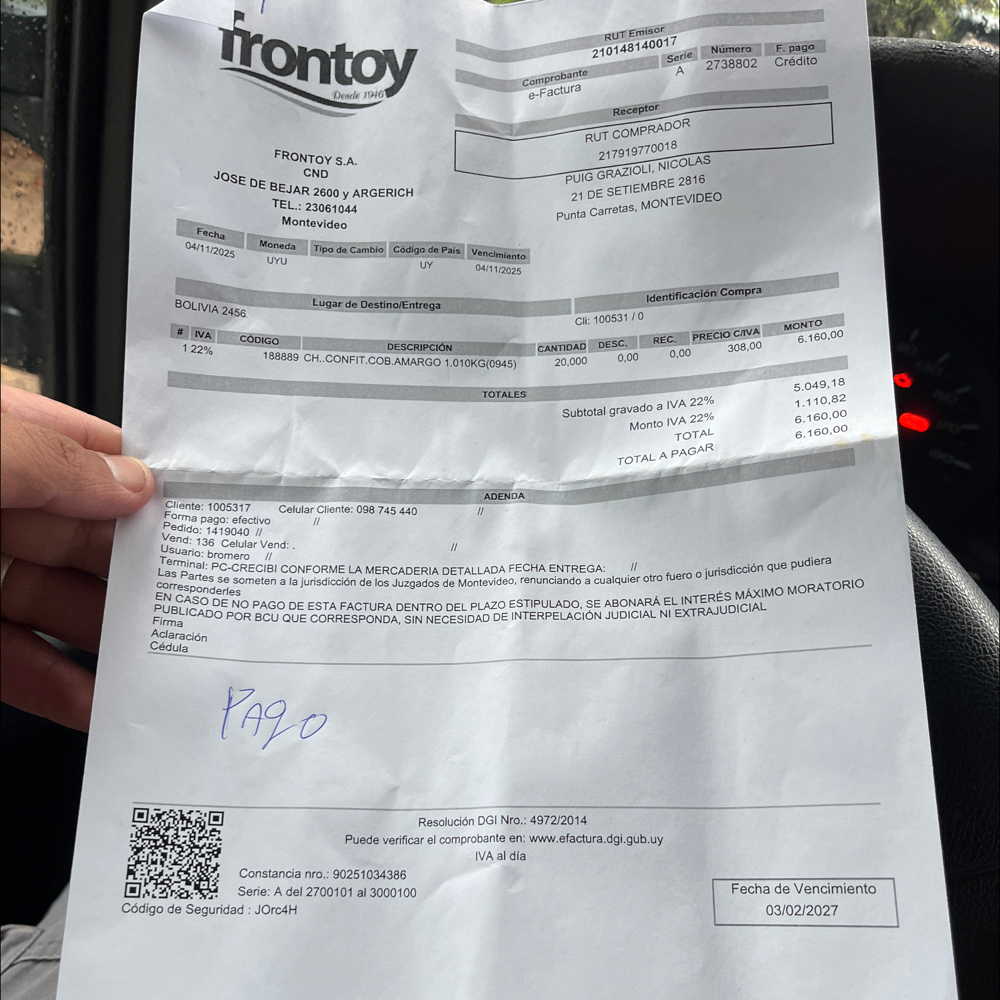 frontoy
Desde 1946
RUT Emisor
210148140017
Comprobante Serie Número F. pago
e-Factura A 2738802 Crédito
Receptor
RUT COMPRADOR
217919770018
PUIG GRAZIOLI, NICOLAS
21 DE SETIEMBRE 2816
Punta Carretas, MONTEVIDEO
FRONTOY S.A.
CND
JOSE DE BEJAR 2600 y ARGERICH
TEL.: 23061044
Montevideo
Fecha Moneda Tipo de Cambio Código de País Vencimiento
04/11/2025 UYU UY 04/11/2025
Lugar de Destino/Entrega Identificación Compra
BOLIVIA 2456 Cli: 100531 / 0
# IVA CÓDIGO DESCRIPCIÓN CANTIDAD DESC. REC. PRECIO C/IVA MONTO
1 22% 188889 CH..CONFIT.COB.AMARGO 1.010KG(0945) 20,000 0,00 0,00 308,00 6.160,00
TOTALES
Subtotal gravado a IVA 22% 5.049,18
Monto IVA 22% 1.110,82
TOTAL 6.160,00
TOTAL A PAGAR 6.160,00
ADENDA
Cliente: 1005317 Celular Cliente: 098 745 440 //
Forma pago: efectivo //
Pedido: 1419040 //
Vend: 136 Celular Vend: . //
Usuario: bromero //
Terminal: PC-CRECIBI CONFORME LA MERCADERIA DETALLADA FECHA ENTREGA: //
Las Partes se someten a la jurisdicción de los Juzgados de Montevideo, renunciando a cualquier otro fuero o jurisdicción que pudiera
corresponderles
EN CASO DE NO PAGO DE ESTA FACTURA DENTRO DEL PLAZO ESTIPULADO, SE ABONARÁ EL INTERÉS MÁXIMO MORATORIO
PUBLICADO POR BCU QUE CORRESPONDA, SIN NECESIDAD DE INTERPELACIÓN JUDICIAL NI EXTRAJUDICIAL
Firma
Aclaración
Cédula
PAgO
Resolución DGI Nro.: 4972/2014
Puede verificar el comprobante en: www.efactura.dgi.gub.uy
IVA al día
Constancia nro.: 90251034386
Serie: A del 2700101 al 3000100
Código de Seguridad : JOrc4H
Fecha de Vencimiento
03/02/2027